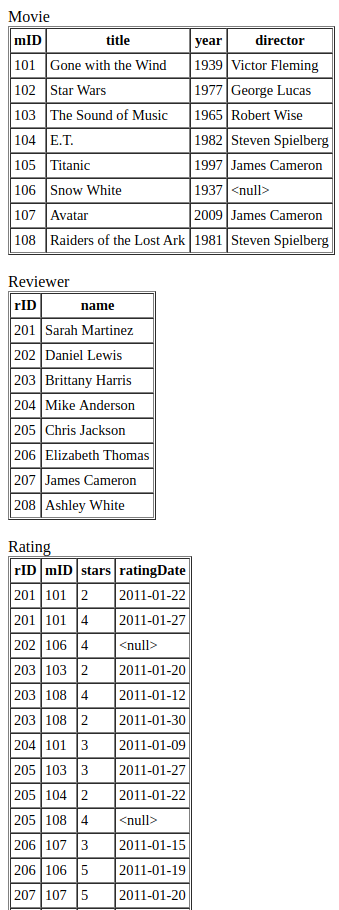 Movie
mID title year director
101 Gone with the Wind 1939 Victor Fleming
102 Star Wars 1977 George Lucas
103 The Sound of Music 1965 Robert Wise
104 E.T. 1982 Steven Spielberg
105 Titanic 1997 James Cameron
106 Snow White 1937 <null>
107 Avatar 2009 James Cameron
108 Raiders of the Lost Ark 1981 Steven Spielberg
Reviewer
rID name
201 Sarah Martinez
202 Daniel Lewis
203 Brittany Harris
204 Mike Anderson
205 Chris Jackson
206 Elizabeth Thomas
207 James Cameron
208 Ashley White
Rating
rID mID stars ratingDate
201 101 2 2011-01-22
201 101 4 2011-01-27
202 106 4 <null>
203 103 2 2011-01-20
203 108 4 2011-01-12
203 108 2 2011-01-30
204 101 3 2011-01-09
205 103 3 2011-01-27
205 104 2 2011-01-22
205 108 4 <null>
206 107 3 2011-01-15
206 106 5 2011-01-19
207 107 5 2011-01-20